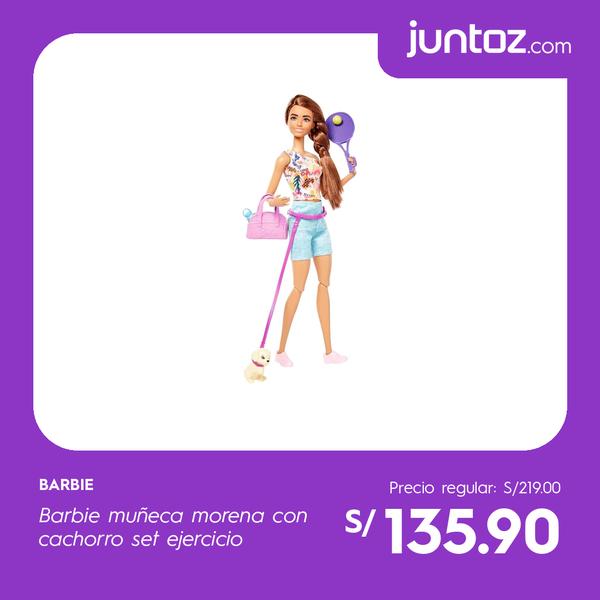 juntoz.com
BARBIE
Barbie muñeca morena con
cachorro set ejercicio
Precio regular: S/219.00
S/ 135.90